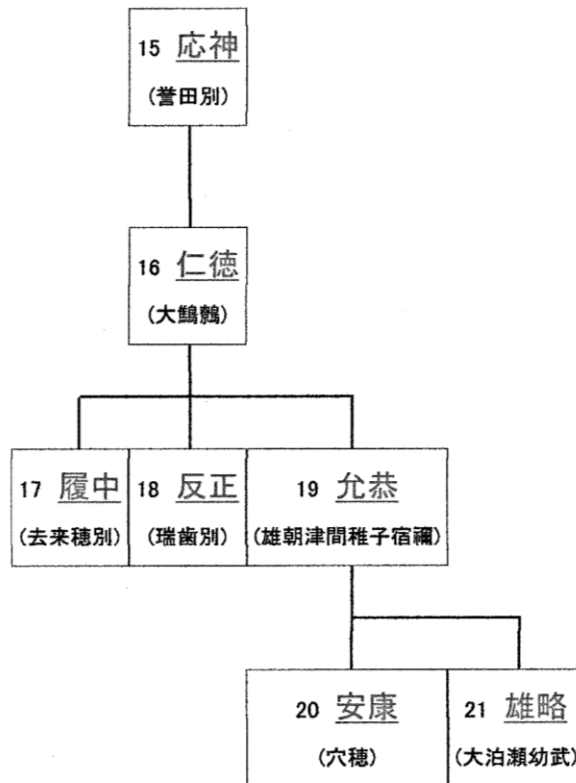 15 応神
(誉田別)
16 仁徳
(大鷦鷯)
17 履中
(去来穂別)
18 反正
(瑞歯別)
19 允恭
(雄朝津間稚子宿禰)
20 安康
(穴穂)
21 雄略
(大泊瀬幼武)